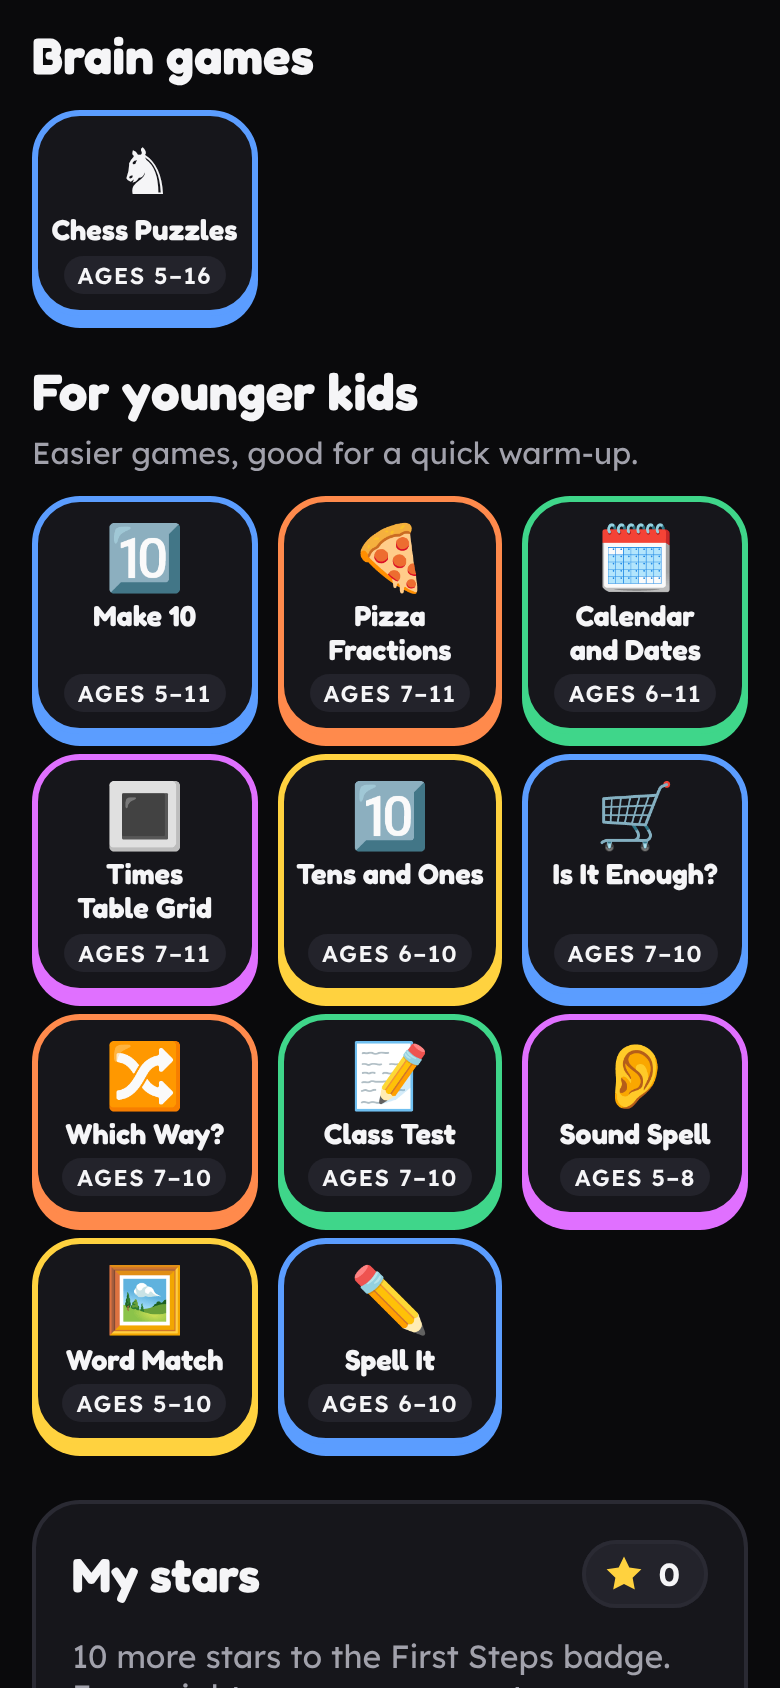 Brain games
Chess Puzzles
AGES 5–16
For younger kids
Easier games, good for a quick warm-up.
10
Make 10
AGES 5–11
Pizza
Fractions
AGES 7–11
Calendar
and Dates
AGES 6–11
Times
Table Grid
AGES 7–11
10
Tens and Ones
AGES 6–10
Is It Enough?
AGES 7–10
Which Way?
AGES 7–10
Class Test
AGES 7–10
Sound Spell
AGES 5–8
Word Match
AGES 5–10
Spell It
AGES 6–10
My stars
0
10 more stars to the First Steps badge.